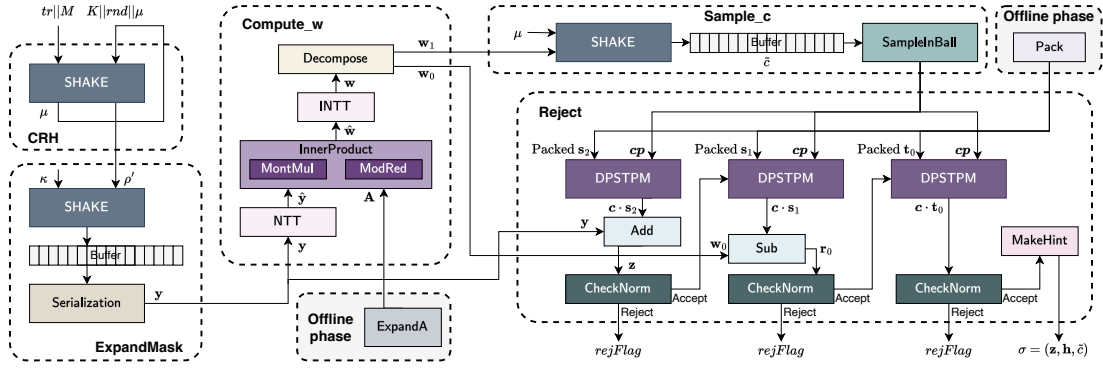 tr||M K||rnd||μ
SHAKE
μ
CRH
κ
ρ′
SHAKE
Buffer
Serialization
y
ExpandMask
Compute_w
Decompose
w₁
w₀
w
INTT
ŵ
InnerProduct
MontMul
ModRed
ŷ
A
NTT
y
Offline
phase
ExpandA
Sample_c
μ
SHAKE
Buffer
c̃
SampleInBall
Offline phase
Pack
Reject
Packed s₂
cp
Packed s₁
cp
Packed t₀
cp
DPSTPM
DPSTPM
DPSTPM
c · s₂
c · s₁
c · t₀
y
Add
w₀
Sub
r₀
MakeHint
z
CheckNorm
Accept
CheckNorm
Accept
CheckNorm
Accept
Reject
Reject
Reject
rejFlag
rejFlag
rejFlag
σ = (z, h, c̃)